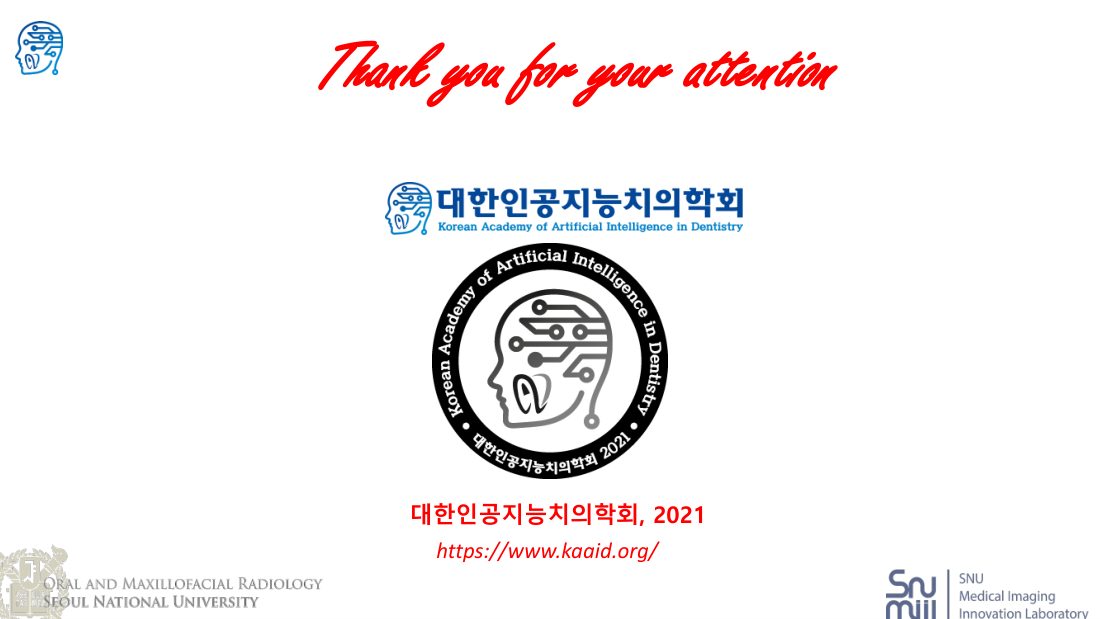 Thank you for your attention
대한인공지능치의학회
Korean Academy of Artificial Intelligence in Dentistry
Korean Academy of Artificial Intelligence in Dentistry
• 대한인공지능치의학회 2021 •
대한인공지능치의학회, 2021
https://www.kaaid.org/
ORAL AND MAXILLOFACIAL RADIOLOGY
SEOUL NATIONAL UNIVERSITY
SNU
mill
SNU
Medical Imaging
Innovation Laboratory